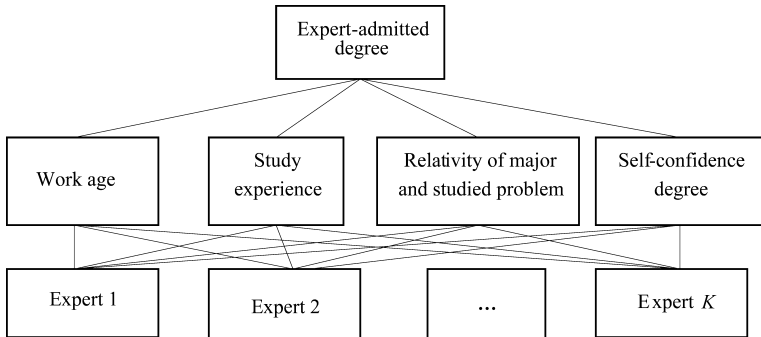 Expert-admitted
degree
Work age
Study
experience
Relativity of major
and studied problem
Self-confidence
degree
Expert 1
Expert 2
...
Expert K